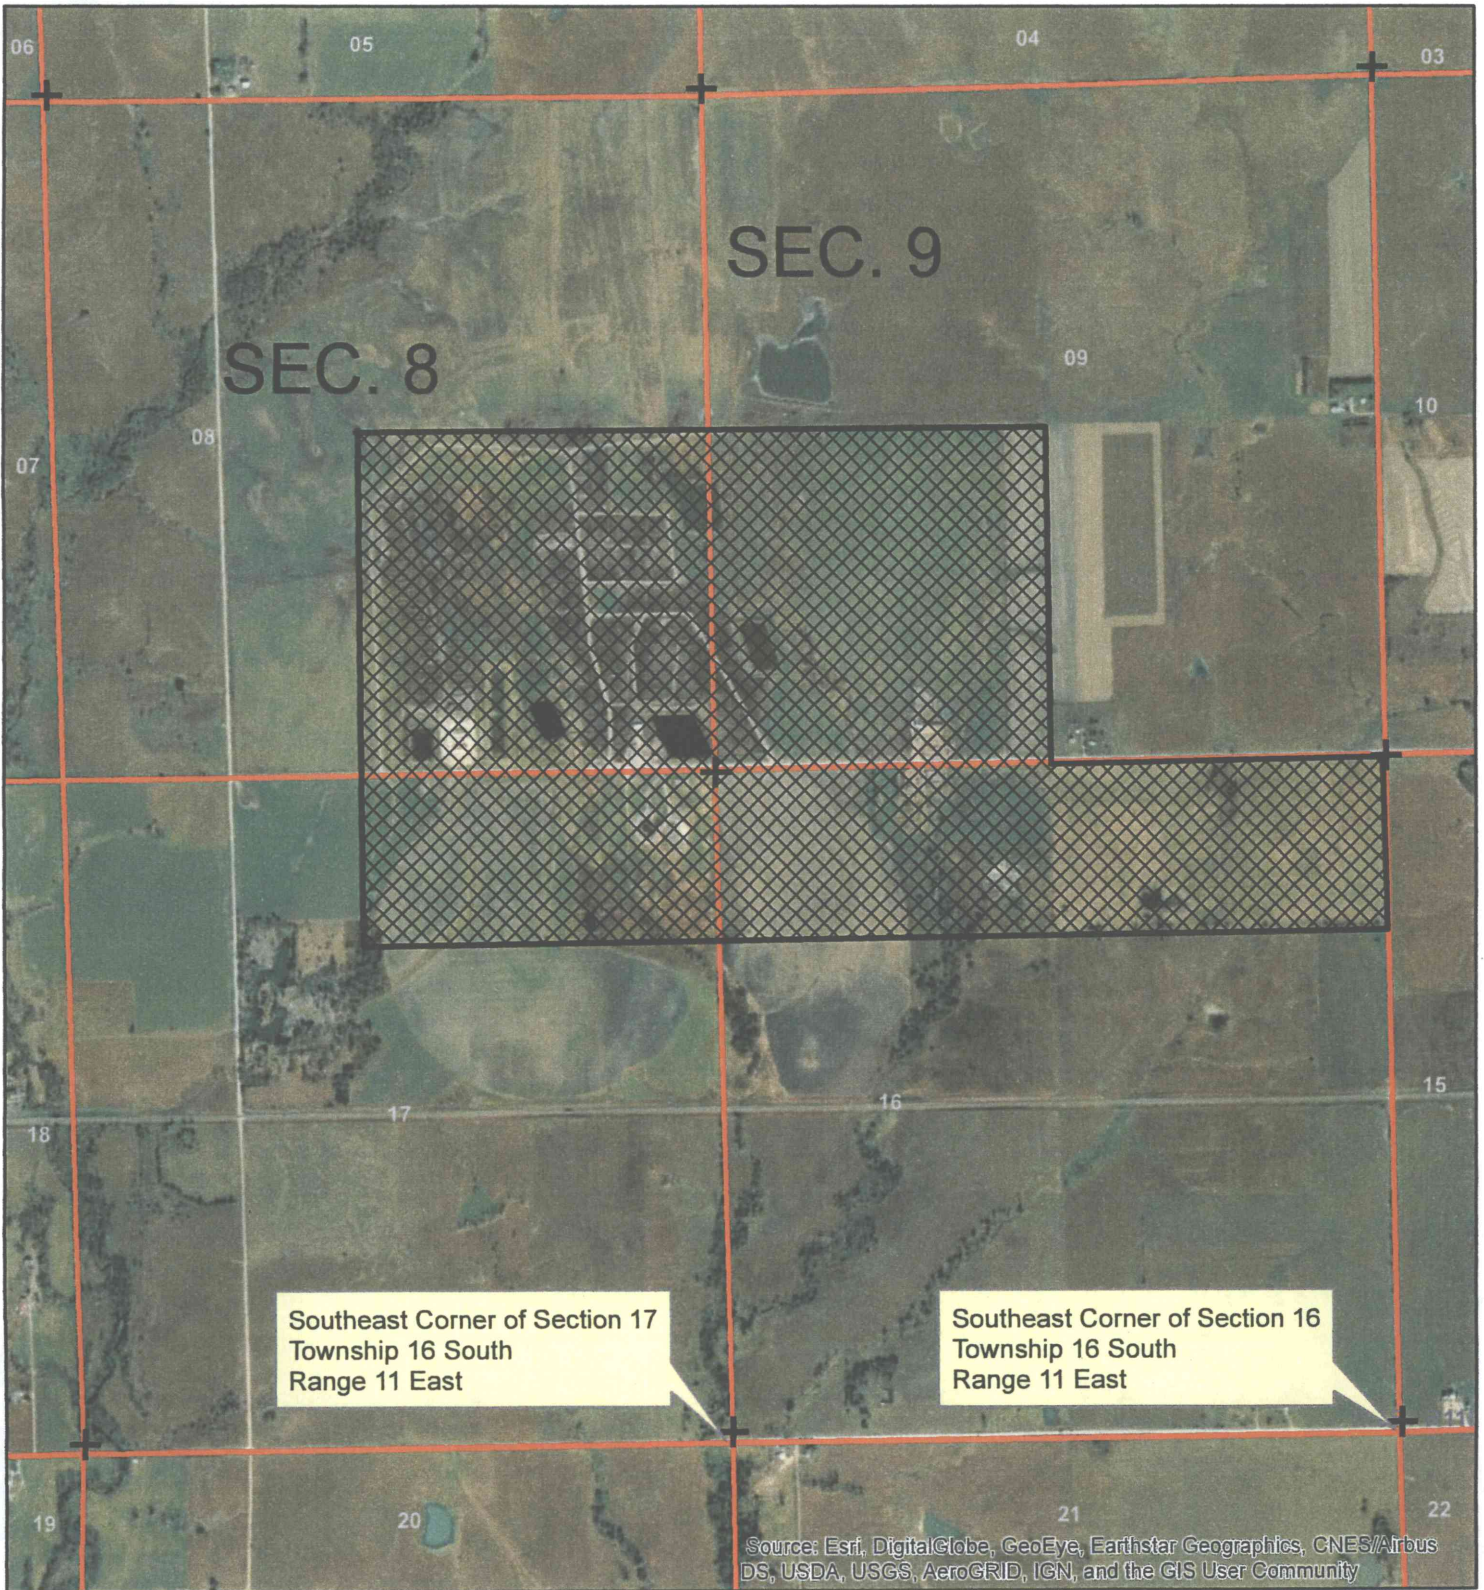 06
05
04
03
SEC. 9
SEC. 8
09
10
08
07
17
16
15
18
Southeast Corner of Section 17
Township 16 South
Range 11 East
Southeast Corner of Section 16
Township 16 South
Range 11 East
19
20
21
22
Source: Esri, DigitalGlobe, GeoEye, Earthstar Geographics, CNES/Airbus
DS, USDA, USGS, AeroGRID, IGN, and the GIS User Community